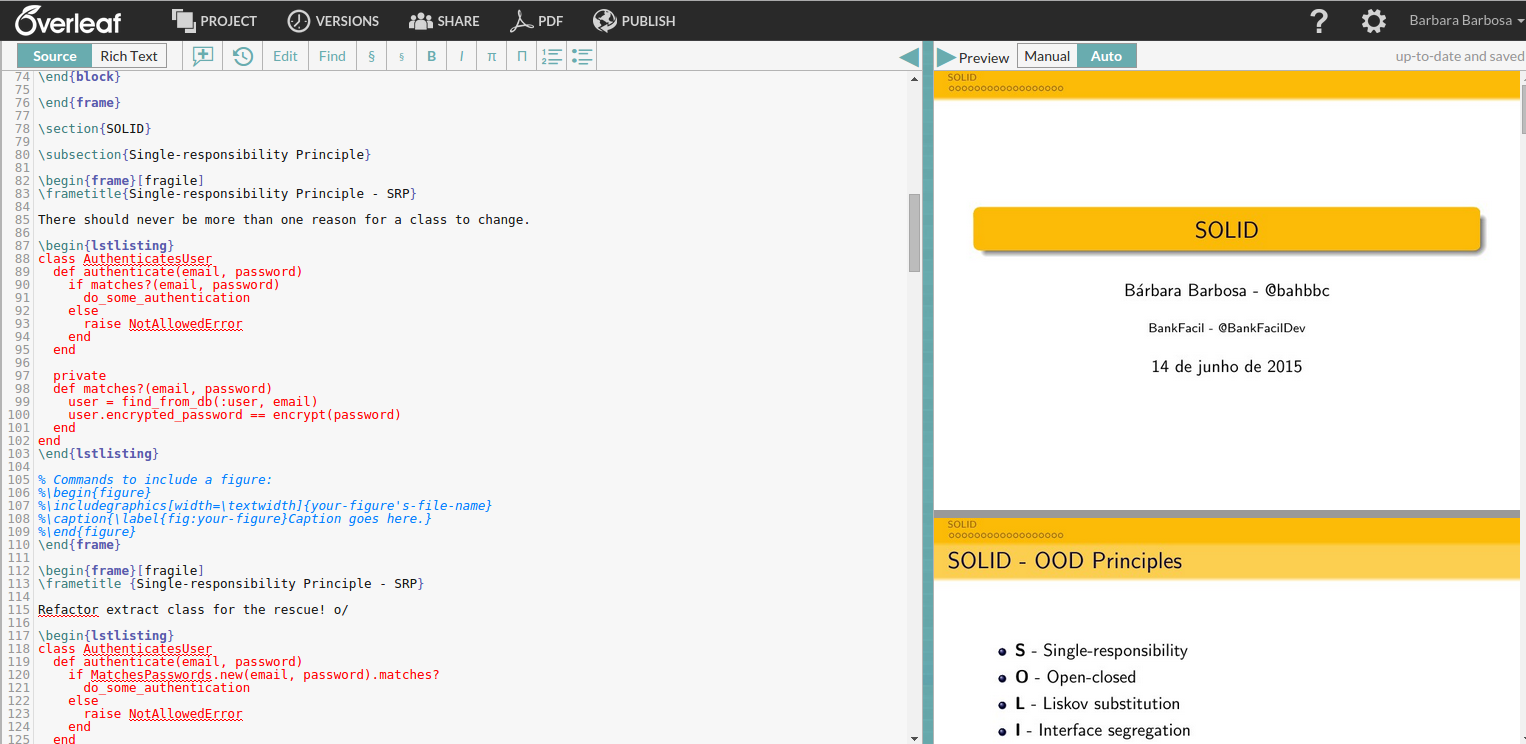 Overleaf PROJECT VERSIONS SHARE PDF PUBLISH ? Barbara Barbosa
Source Rich Text Edit Find § § B I π Π Preview Manual Auto up-to-date and saved
74 \end{block}
75
76 \end{frame}
77
78 \section{SOLID}
79
80 \subsection{Single-responsibility Principle}
81
82 \begin{frame}[fragile]
83 \frametitle{Single-responsibility Principle - SRP}
84
85 There should never be more than one reason for a class to change.
86
87 \begin{lstlisting}
88 class AuthenticatesUser
89   def authenticate(email, password)
90     if matches?(email, password)
91       do_some_authentication
92     else
93       raise NotAllowedError
94     end
95   end
96
97   private
98   def matches?(email, password)
99     user = find_from_db(:user, email)
100     user.encrypted_password == encrypt(password)
101   end
102 end
103 \end{lstlisting}
104
105 % Commands to include a figure:
106 %\begin{figure}
107 %\includegraphics[width=\textwidth]{your-figure's-file-name}
108 %\caption{\label{fig:your-figure}Caption goes here.}
109 %\end{figure}
110 \end{frame}
111
112 \begin{frame}[fragile]
113 \frametitle {Single-responsibility Principle - SRP}
114
115 Refactor extract class for the rescue! o/
116
117 \begin{lstlisting}
118 class AuthenticatesUser
119   def authenticate(email, password)
120     if MatchesPasswords.new(email, password).matches?
121       do_some_authentication
122     else
123       raise NotAllowedError
124     end
125   end
SOLID
SOLID
Bárbara Barbosa - @bahbbc
BankFacil - @BankFacilDev
14 de junho de 2015
SOLID
SOLID - OOD Principles
S - Single-responsibility
O - Open-closed
L - Liskov substitution
I - Interface segregation